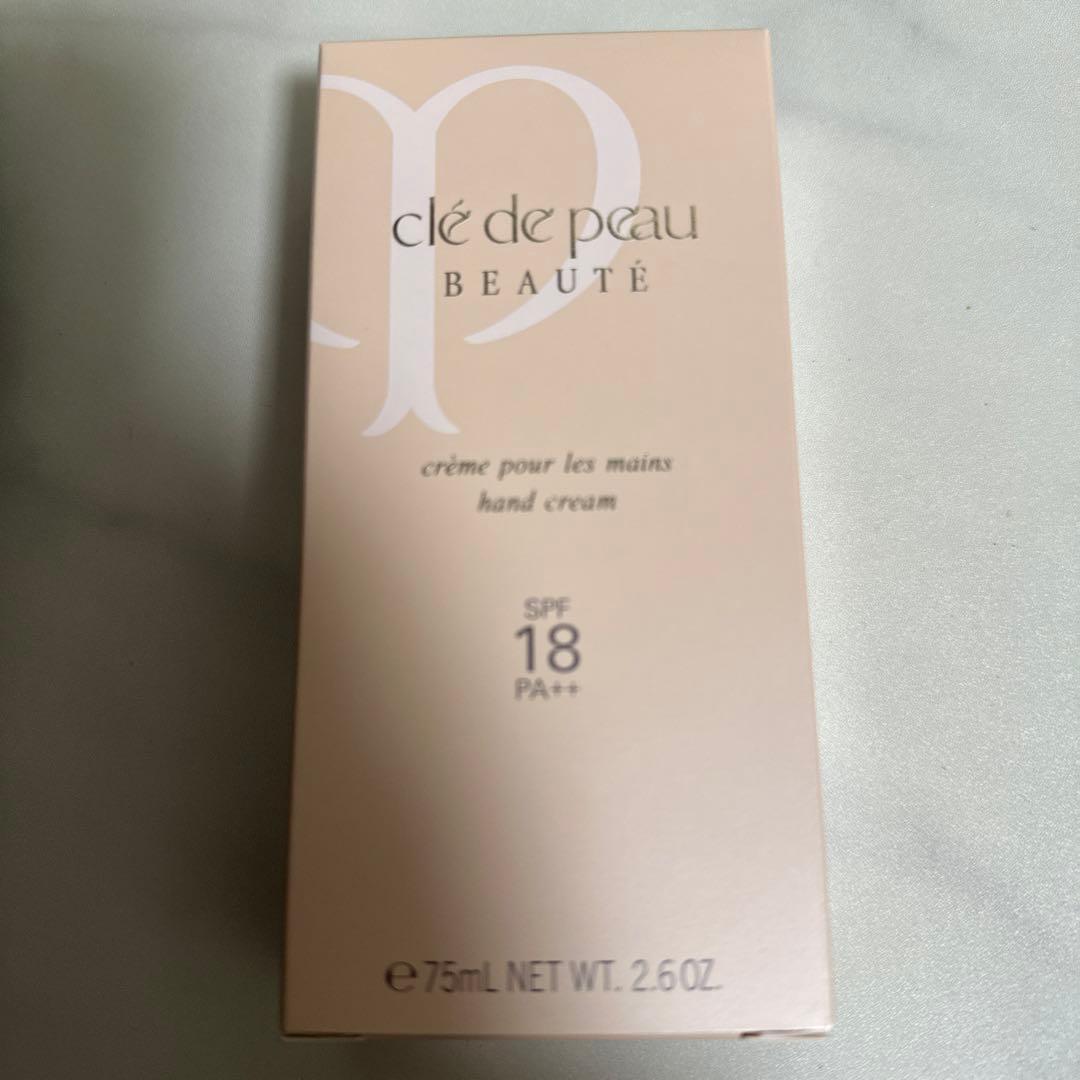 clé de peau
BEAUTÉ
crème pour les mains
hand cream
SPF
18
PA++
℮ 75mL NET WT. 2.6 OZ.